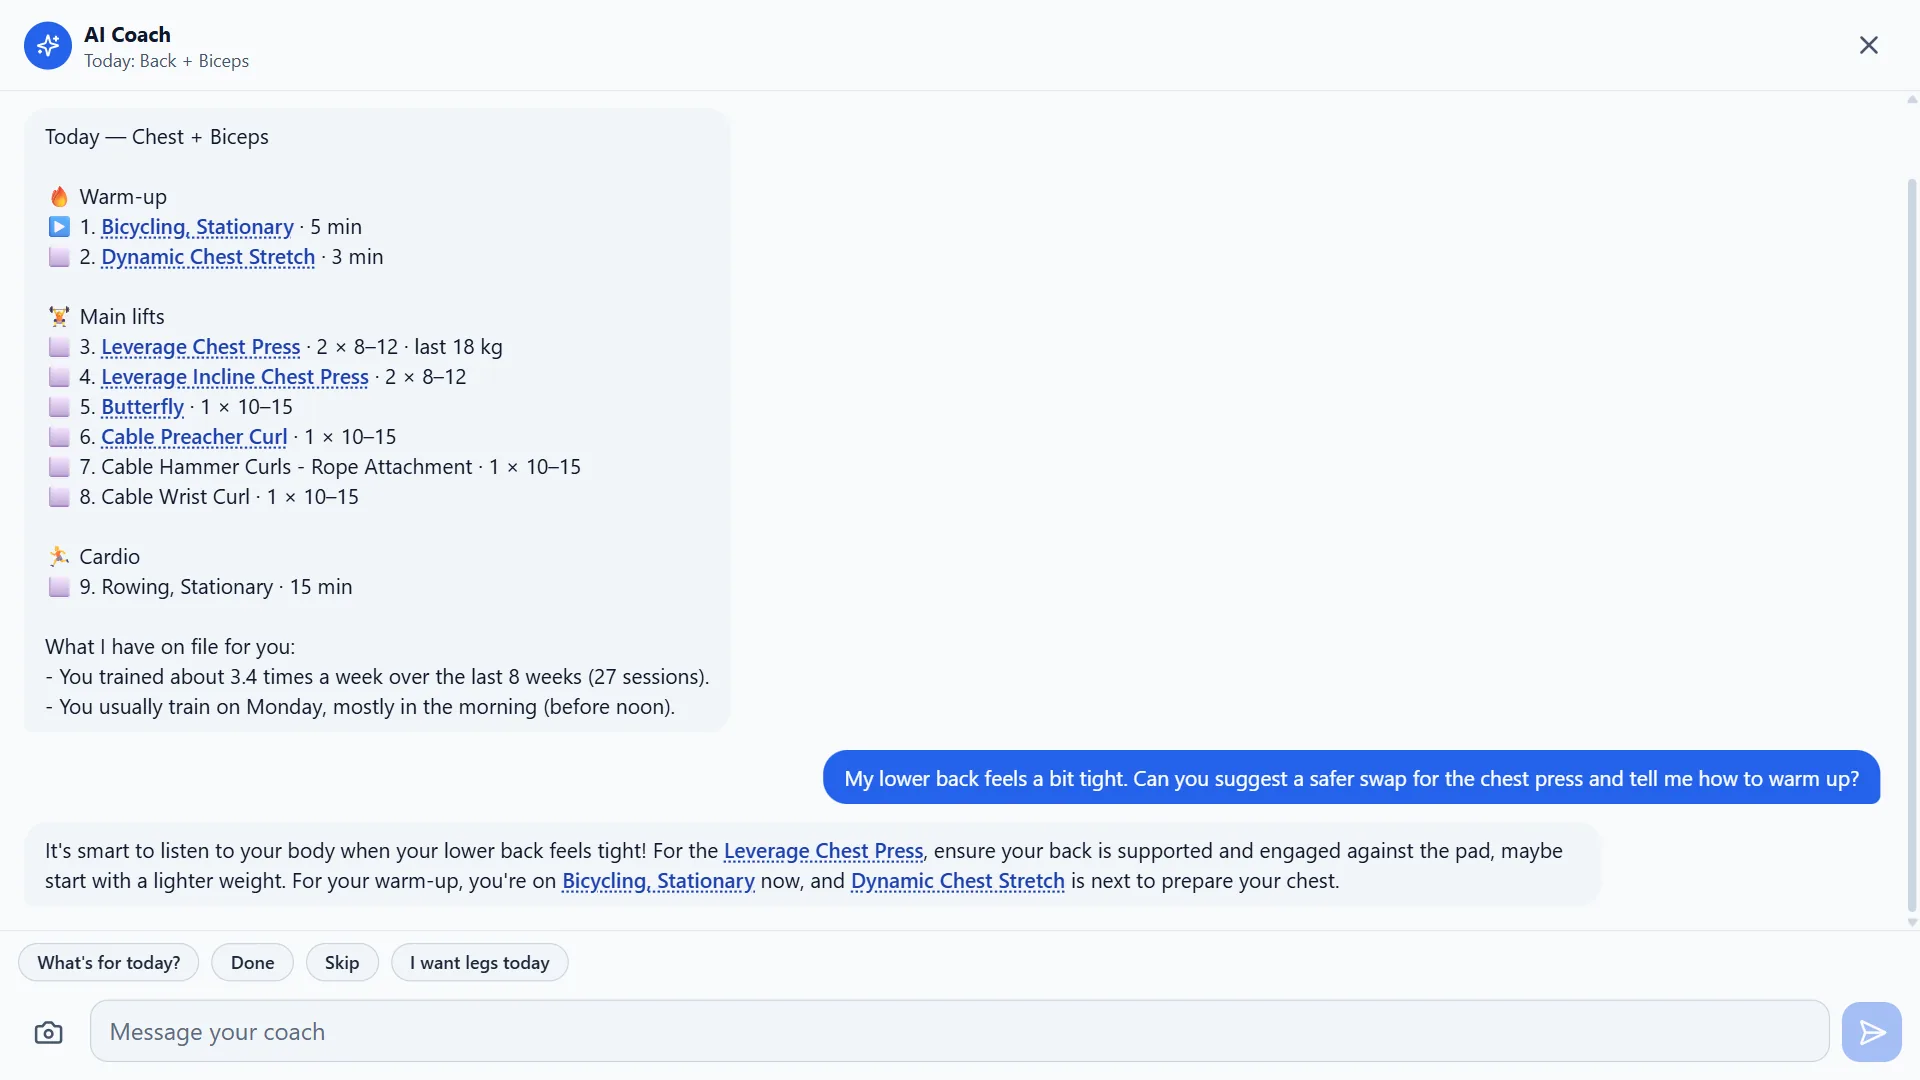 AI Coach
Today: Back + Biceps
Today — Chest + Biceps
🔥 Warm-up
▶️ 1. Bicycling, Stationary · 5 min
⬜ 2. Dynamic Chest Stretch · 3 min
🏋️ Main lifts
⬜ 3. Leverage Chest Press · 2 × 8–12 · last 18 kg
⬜ 4. Leverage Incline Chest Press · 2 × 8–12
⬜ 5. Butterfly · 1 × 10–15
⬜ 6. Cable Preacher Curl · 1 × 10–15
⬜ 7. Cable Hammer Curls - Rope Attachment · 1 × 10–15
⬜ 8. Cable Wrist Curl · 1 × 10–15
🏃 Cardio
⬜ 9. Rowing, Stationary · 15 min
What I have on file for you:
- You trained about 3.4 times a week over the last 8 weeks (27 sessions).
- You usually train on Monday, mostly in the morning (before noon).
My lower back feels a bit tight. Can you suggest a safer swap for the chest press and tell me how to warm up?
It's smart to listen to your body when your lower back feels tight! For the Leverage Chest Press, ensure your back is supported and engaged against the pad, maybe
start with a lighter weight. For your warm-up, you're on Bicycling, Stationary now, and Dynamic Chest Stretch is next to prepare your chest.
What's for today?
Done
Skip
I want legs today
Message your coach